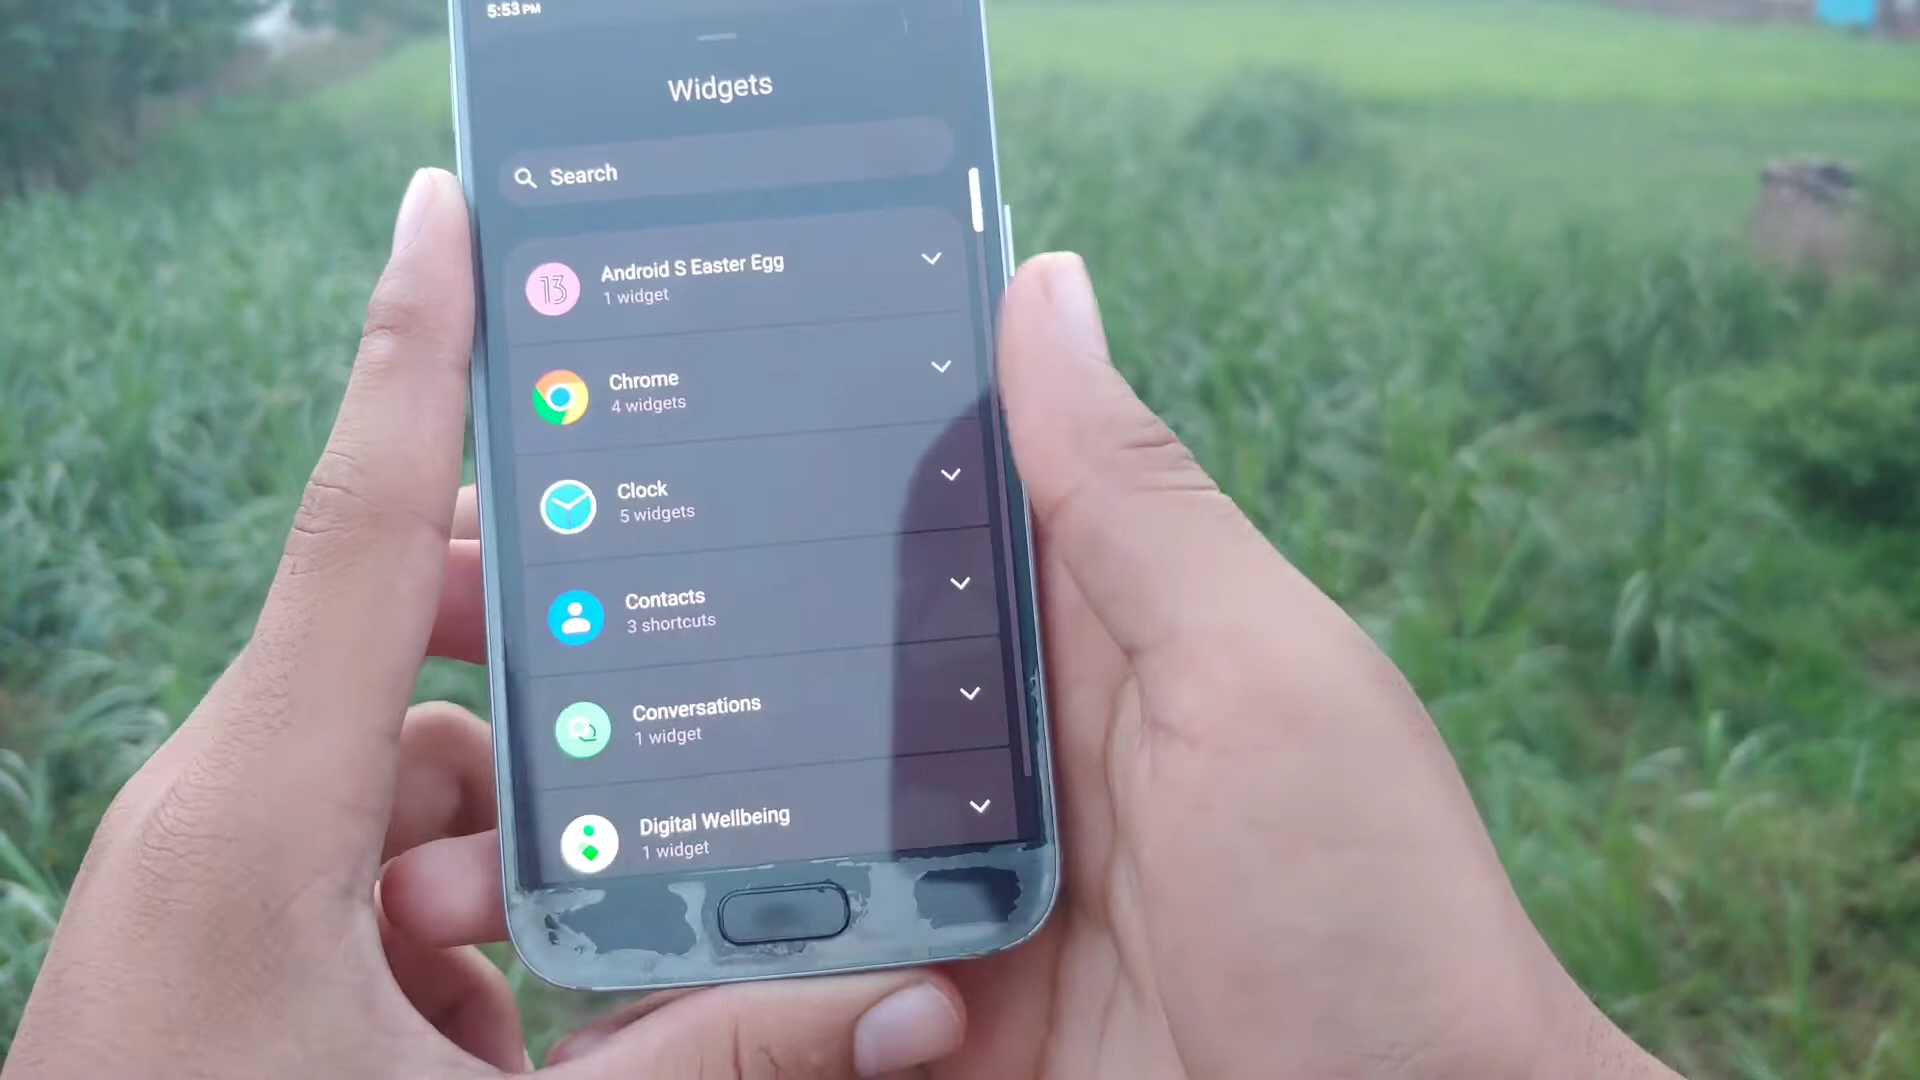 5:53 PM
Widgets
Search
Android S Easter Egg
1 widget
13
Chrome
4 widgets
Clock
5 widgets
Contacts
3 shortcuts
Conversations
1 widget
Digital Wellbeing
1 widget